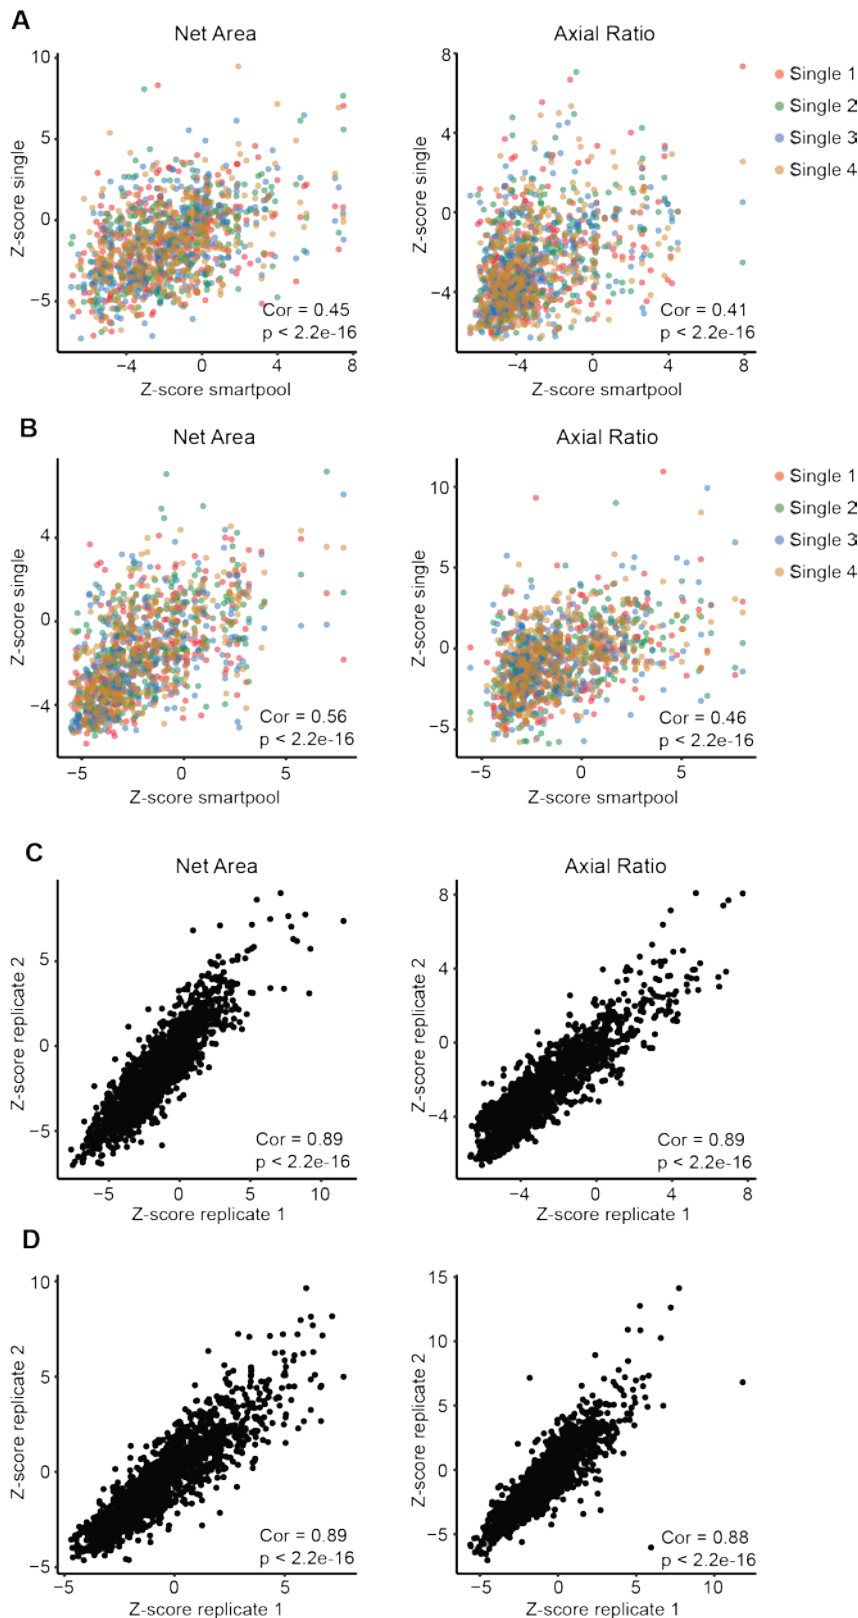 A
Net Area
Axial Ratio
10
5
0
−5
Z-score single
−4
0
4
8
Z-score smartpool
Cor = 0.45
p < 2.2e-16
8
4
0
−4
Z-score single
−4
0
4
8
Z-score smartpool
Cor = 0.41
p < 2.2e-16
Single 1
Single 2
Single 3
Single 4
B
Net Area
Axial Ratio
4
0
−4
Z-score single
−5
0
5
Z-score smartpool
Cor = 0.56
p < 2.2e-16
10
5
0
−5
Z-score single
−5
0
5
Z-score smartpool
Cor = 0.46
p < 2.2e-16
Single 1
Single 2
Single 3
Single 4
C
Net Area
Axial Ratio
5
0
−5
Z-score replicate 2
−5
0
5
10
Z-score replicate 1
Cor = 0.89
p < 2.2e-16
8
4
0
−4
Z-score replicate 2
−4
0
4
8
Z-score replicate 1
Cor = 0.89
p < 2.2e-16
D
10
5
0
−5
Z-score replicate 2
−5
0
5
Z-score replicate 1
Cor = 0.89
p < 2.2e-16
15
10
5
0
−5
Z-score replicate 2
−5
0
5
10
Z-score replicate 1
Cor = 0.88
p < 2.2e-16